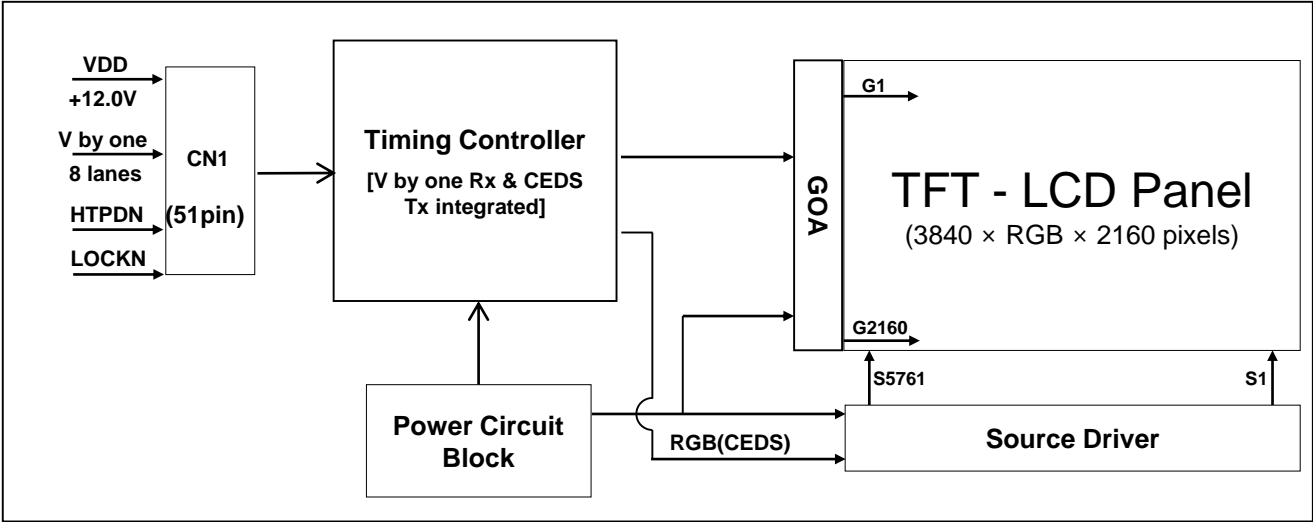 VDD
+12.0V
V by one
8 lanes
HTPDN
LOCKN
CN1
(51pin)
Timing Controller
[V by one Rx & CEDS
Tx integrated]
Power Circuit
Block
RGB(CEDS)
GOA
G1
G2160
TFT - LCD Panel
(3840 × RGB × 2160 pixels)
S5761
S1
Source Driver